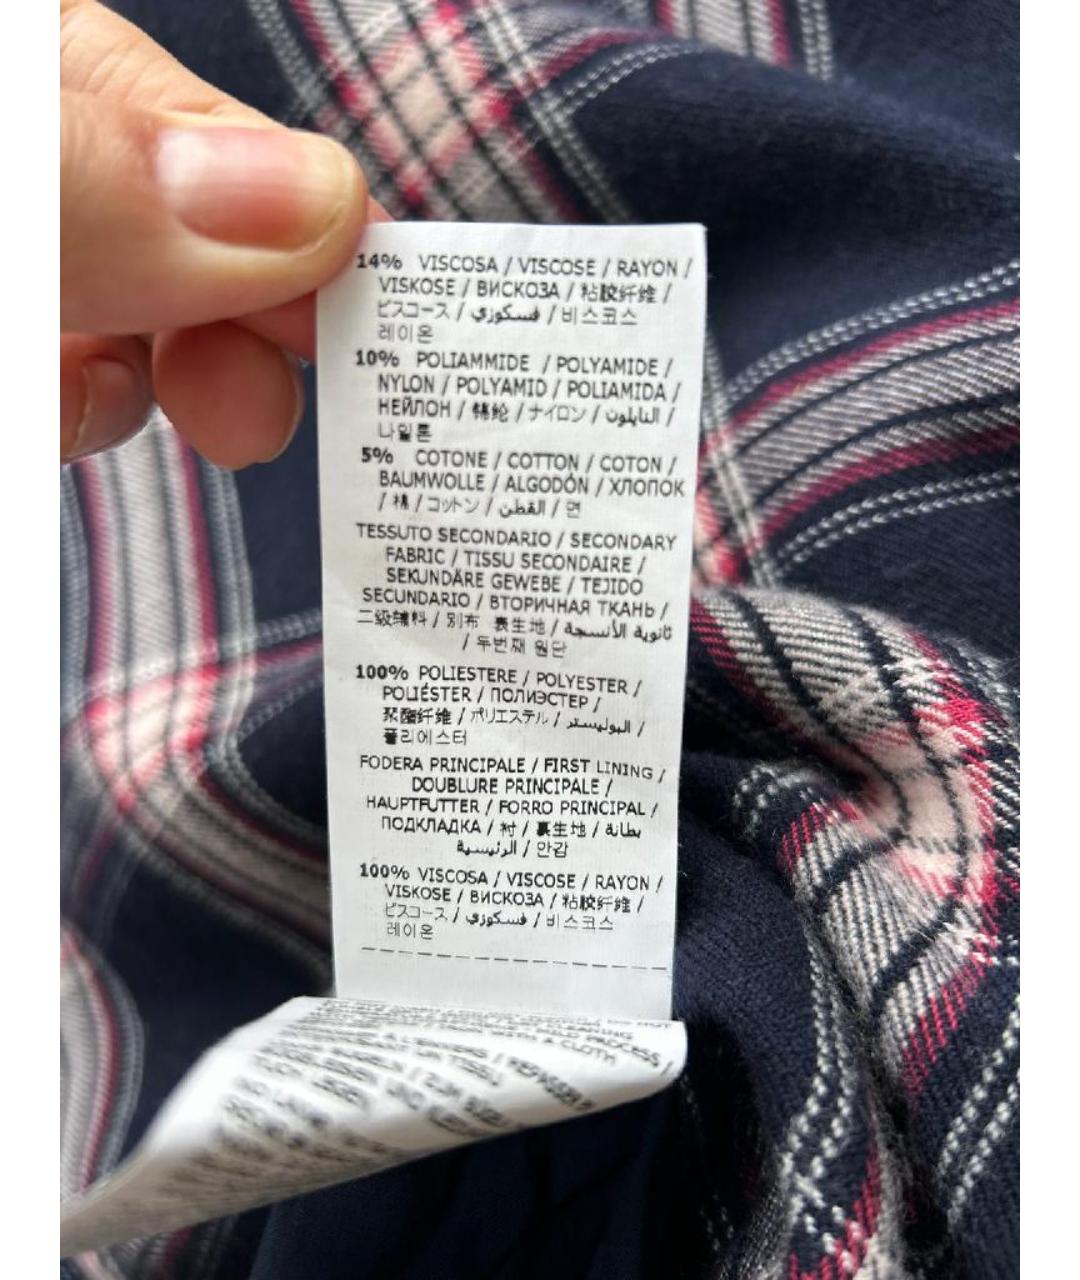 14% VISCOSA / VISCOSE / RAYON /
VISKOSE / ВИСКОЗА / 粘胶纤维 /
ビスコース / فسكوزي / 비스코스
레이온
10% POLIAMMIDE / POLYAMIDE /
NYLON / POLYAMID / POLIAMIDA /
НЕЙЛОН / 锦纶 / ナイロン / النايلون /
나일론
5% COTONE / COTTON / COTON /
BAUMWOLLE / ALGODÓN / ХЛОПОК
/ 棉 / コットン / القطن / 면
TESSUTO SECONDARIO / SECONDARY
FABRIC / TISSU SECONDAIRE /
SEKUNDÄRE GEWEBE / TEJIDO
SECUNDARIO / ВТОРИЧНАЯ ТКАНЬ /
二级辅料 / 別布 表生地 / ثانوية الأنسجة
/ 두번째 원단
100% POLIESTERE / POLYESTER /
POLIÉSTER / ПОЛИЭСТЕР /
聚酯纤维 / ポリエステル / البوليستر /
폴리에스터
FODERA PRINCIPALE / FIRST LINING /
DOUBLURE PRINCIPALE /
HAUPTFUTTER / FORRO PRINCIPAL /
ПОДКЛАДКА / 衬 / 裏生地 / بطانة
الرئيسية / 안감
100% VISCOSA / VISCOSE / RAYON /
VISKOSE / ВИСКОЗА / 粘胶纤维 /
ビスコース / فسكوزي / 비스코스
레이온
PROCESS /
A CLOTH